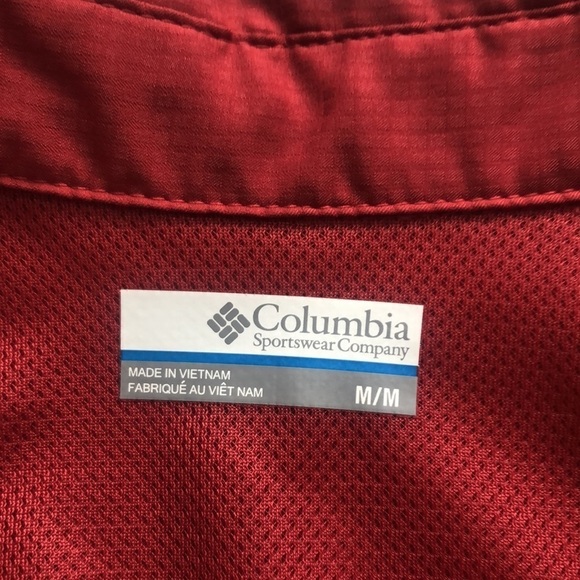 Columbia
Sportswear Company
MADE IN VIETNAM
FABRIQUÉ AU VIÊT NAM
M/M